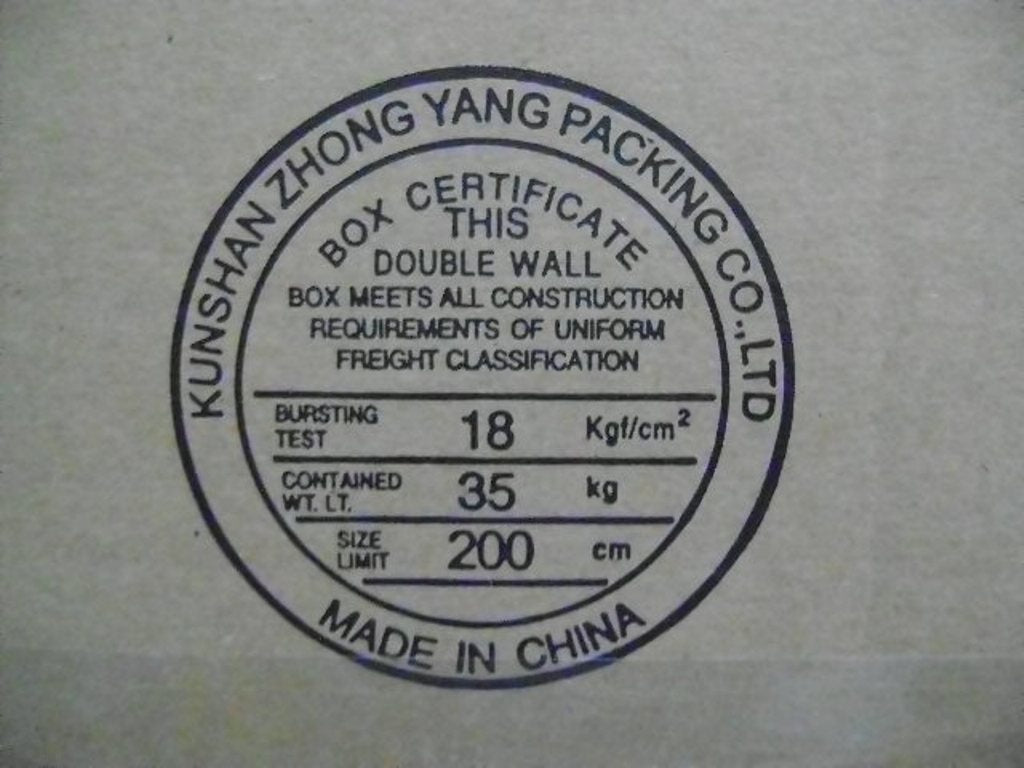 KUNSHAN ZHONG YANG PACKING CO.,LTD
BOX CERTIFICATE
THIS
DOUBLE WALL
BOX MEETS ALL CONSTRUCTION
REQUIREMENTS OF UNIFORM
FREIGHT CLASSIFICATION
BURSTING TEST 18 Kgf/cm²
CONTAINED WT. LT. 35 kg
SIZE LIMIT 200 cm
MADE IN CHINA